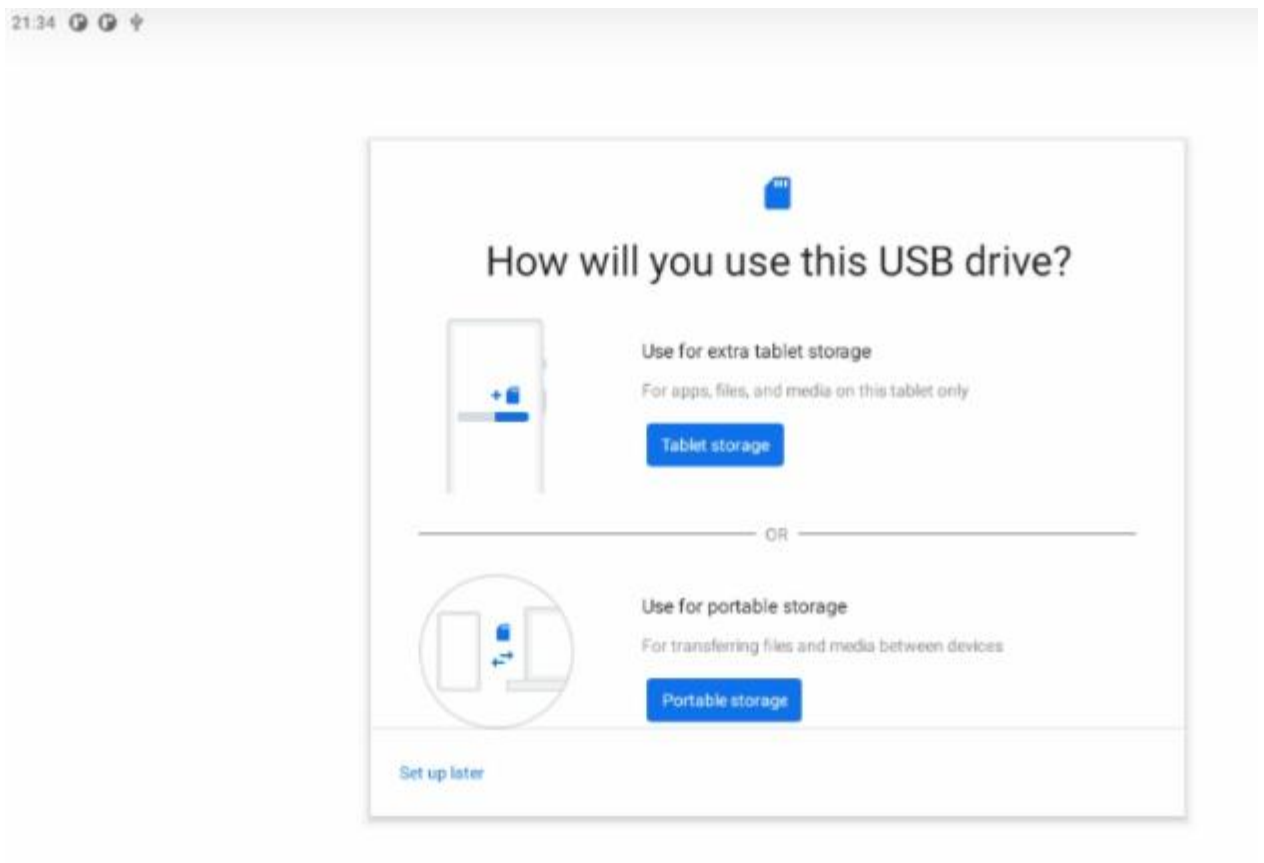 21:34
How will you use this USB drive?
Use for extra tablet storage
For apps, files, and media on this tablet only
Tablet storage
OR
Use for portable storage
For transferring files and media between devices
Portable storage
Set up later